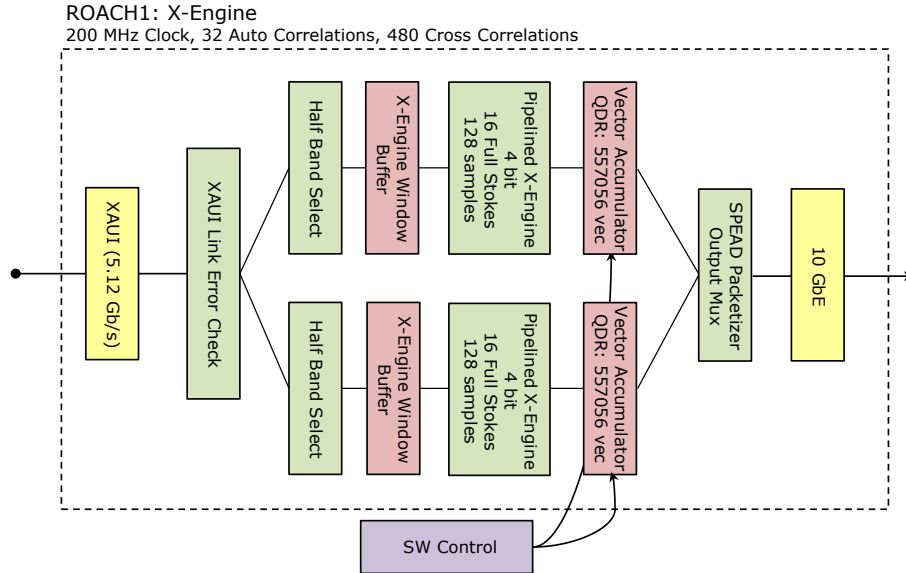 ROACH1: X-Engine
200 MHz Clock, 32 Auto Correlations, 480 Cross Correlations
XAUI (5.12 Gb/s)
XAUI Link Error Check
Half Band Select
X-Engine Window
Buffer
Pipelined X-Engine
4 bit
16 Full Stokes
128 samples
Vector Accumulator
QDR: 557056 vec
Half Band Select
X-Engine Window
Buffer
Pipelined X-Engine
4 bit
16 Full Stokes
128 samples
Vector Accumulator
QDR: 557056 vec
SPEAD Packetizer
Output Mux
10 GbE
SW Control